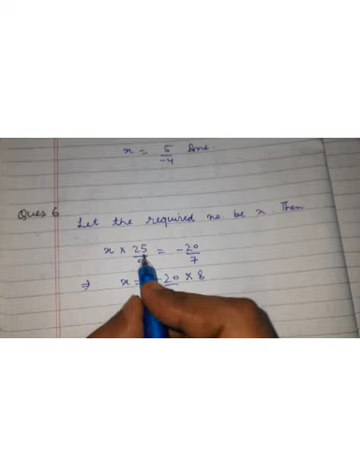 x = 5/-4 Ans.
Ques 6 Let the required no be x. Then
x × 25/ = -20/7
⇒ x = -20 × 8